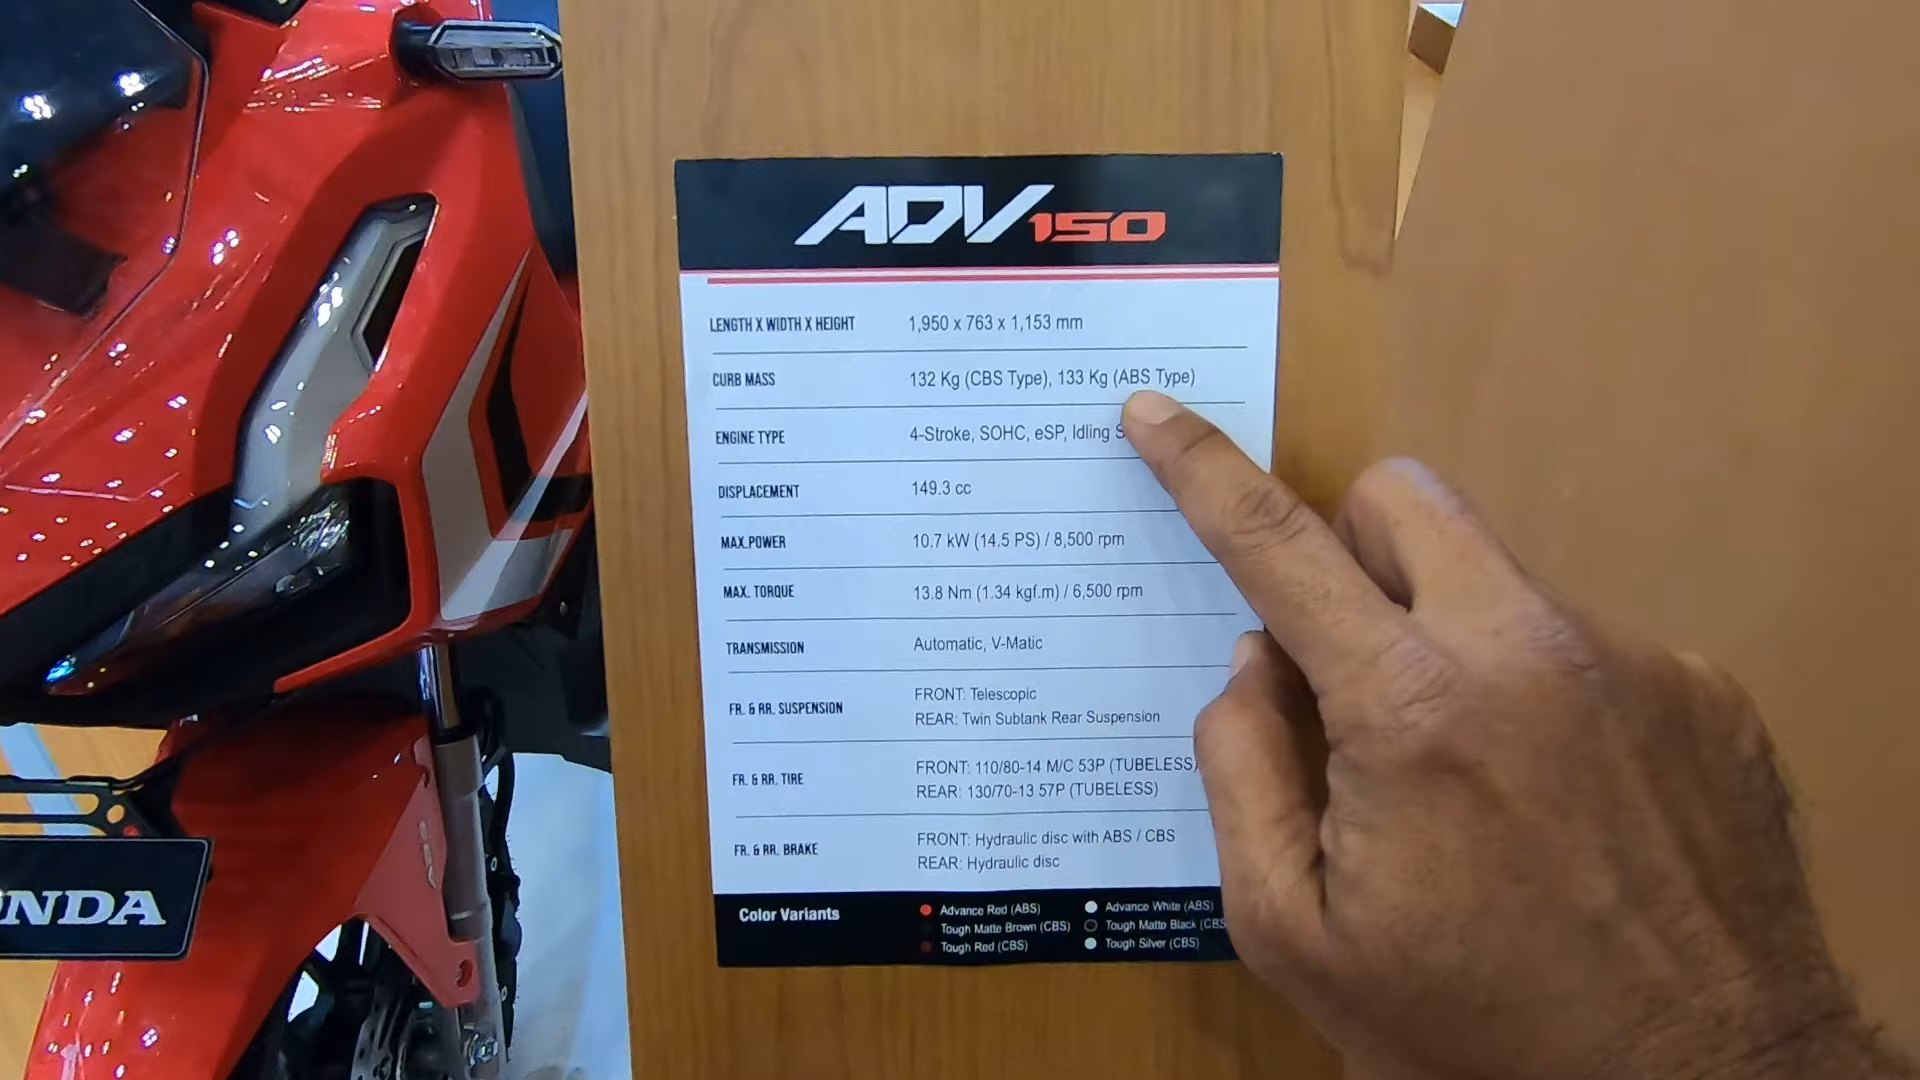 ADV150
LENGTH X WIDTH X HEIGHT 1,950 x 763 x 1,153 mm
CURB MASS 132 Kg (CBS Type), 133 Kg (ABS Type)
ENGINE TYPE 4-Stroke, SOHC, eSP, Idling
DISPLACEMENT 149.3 cc
MAX.POWER 10.7 kW (14.5 PS) / 8,500 rpm
MAX. TORQUE 13.8 Nm (1.34 kgf.m) / 6,500 rpm
TRANSMISSION Automatic, V-Matic
FR. & RR. SUSPENSION FRONT: Telescopic
REAR: Twin Subtank Rear Suspension
FR. & RR. TIRE FRONT: 110/80-14 M/C 53P (TUBELESS)
REAR: 130/70-13 57P (TUBELESS)
FR. & RR. BRAKE FRONT: Hydraulic disc with ABS / CBS
REAR: Hydraulic disc
Color Variants
Advance Red (ABS) Advance White (ABS)
Tough Matte Brown (CBS) Tough Matte Black (CBS
Tough Red (CBS) Tough Silver (CBS)
NDA